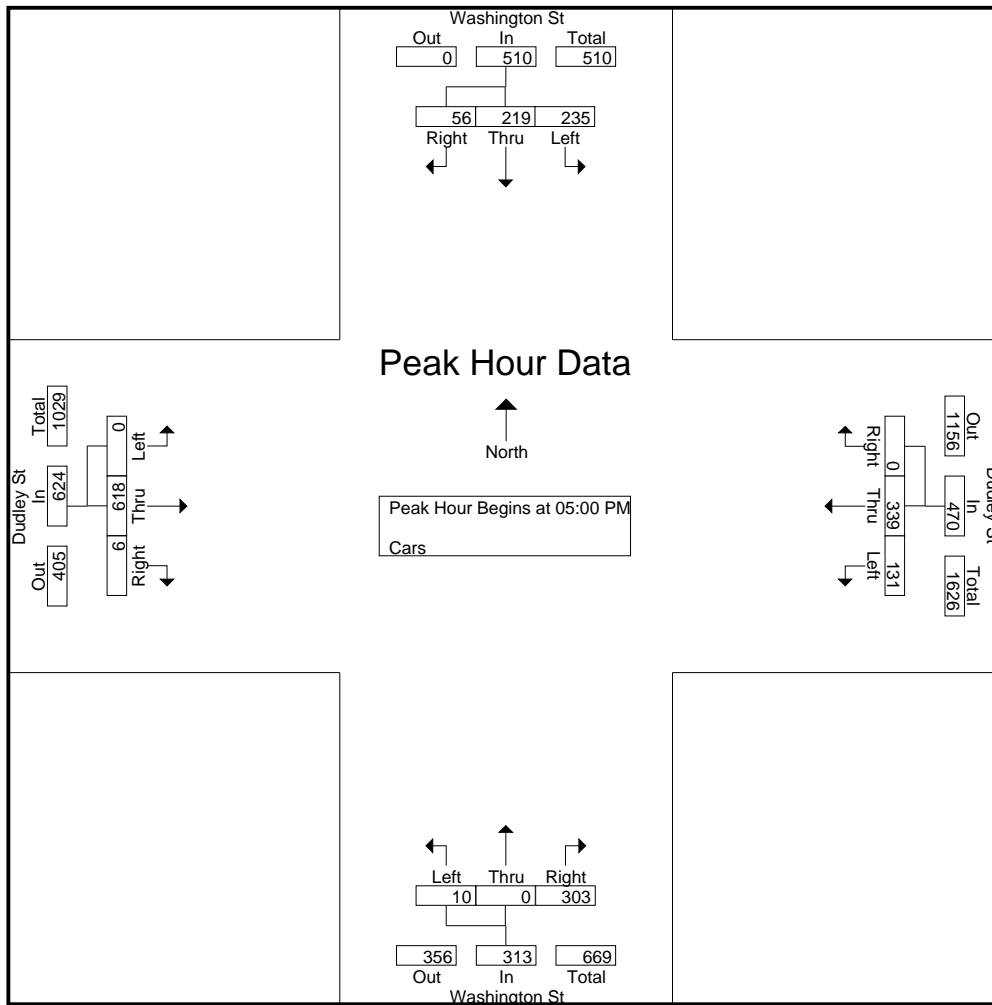 Washington St
Out In Total
0 510 510
56 219 235
Right Thru Left
Peak Hour Data
North
Peak Hour Begins at 05:00 PM
Cars
Dudley St
Total In Out
1029 624 405
0 618 6
Left Thru Right
Right Thru Left
0 339 131
1156 470 1626
Out In Total
Dudley St
Left Thru Right
10 0 303
356 313 669
Out In Total
Washington St